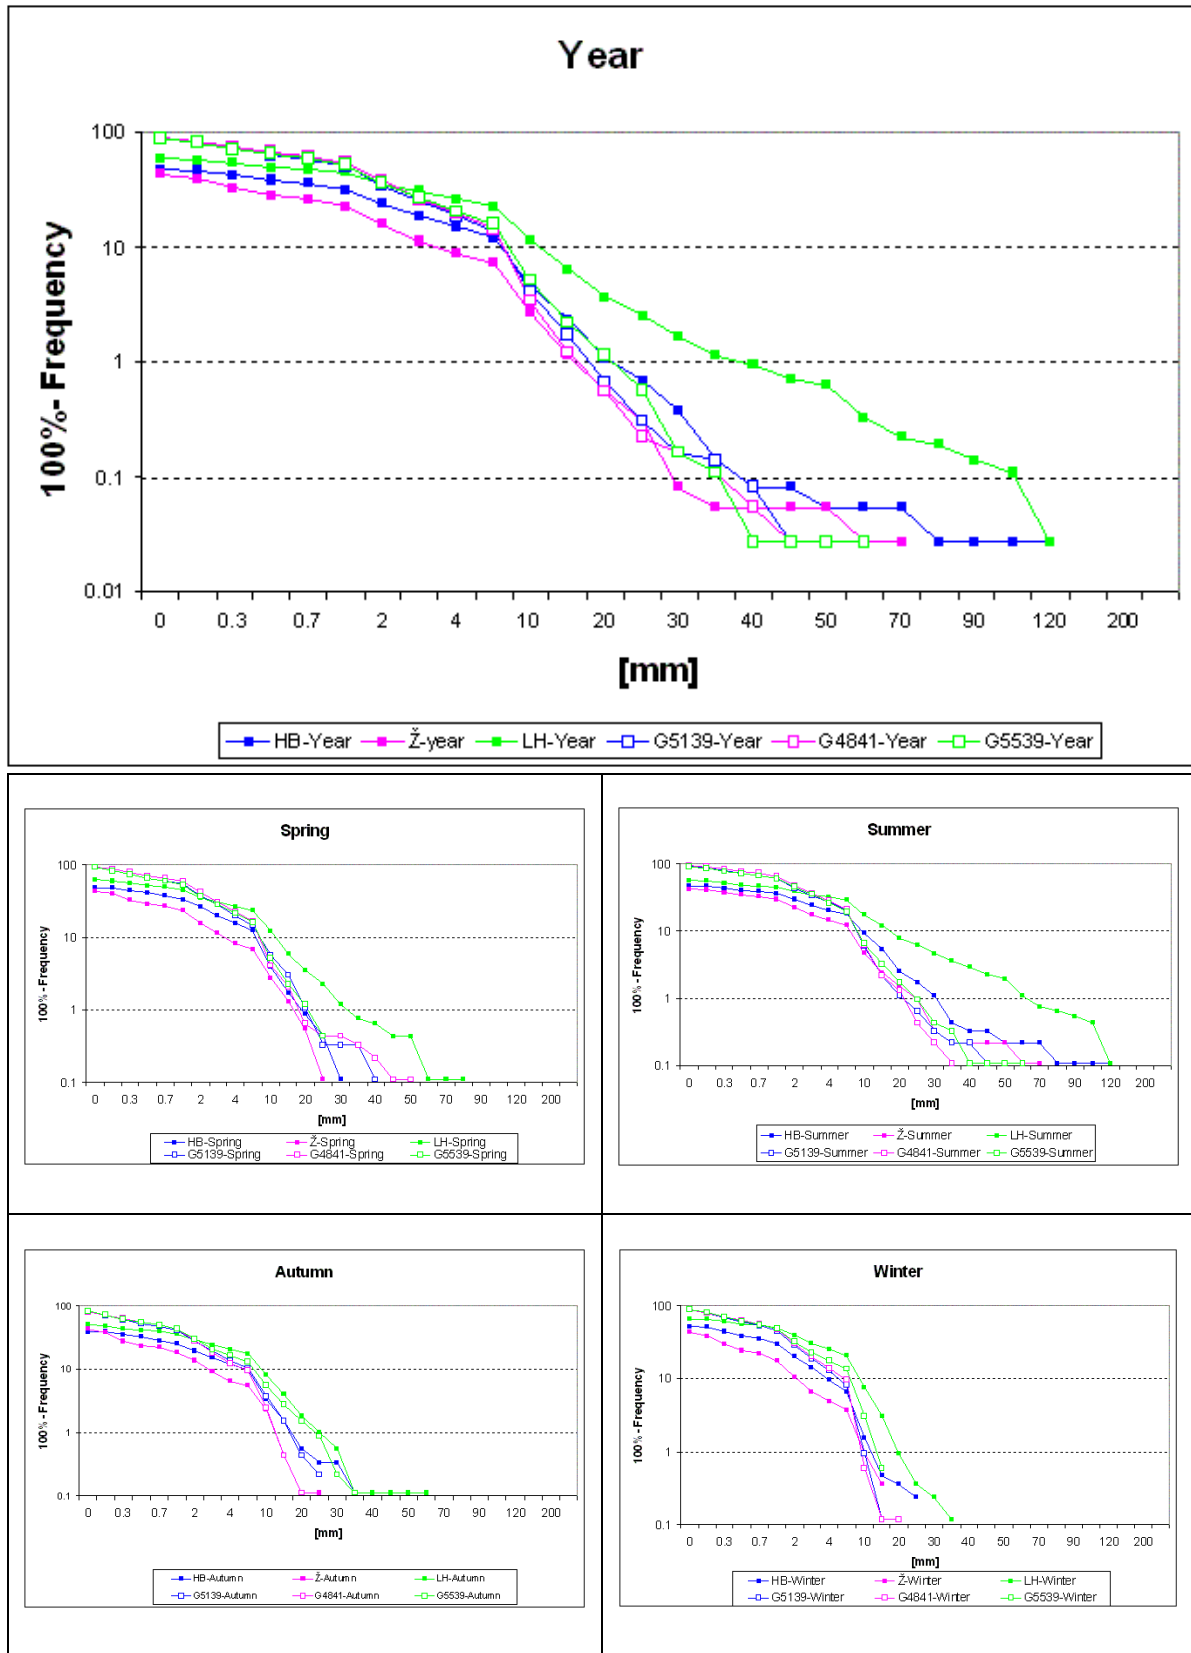 Year
100%- Frequency
100
10
1
0.1
0.01
0 0.3 0.7 2 4 10 20 30 40 50 70 90 120 200
[mm]
HB-Year Ž-year LH-Year G5139-Year G4841-Year G5539-Year
Spring
100%- Frequency
100
10
1
0.1
0 0.3 0.7 2 4 10 20 30 40 50 70 90 120 200
[mm]
HB-Spring Ž-Spring LH-Spring
G5139-Spring G4841-Spring G5539-Spring
Summer
100%- Frequency
100
10
1
0.1
0 0.3 0.7 2 4 10 20 30 40 50 70 90 120 200
[mm]
HB-Summer Ž-Summer LH-Summer
G5139-Summer G4841-Summer G5539-Summer
Autumn
100%- Frequency
100
10
1
0.1
0 0.3 0.7 2 4 10 20 30 40 50 70 90 120 200
[mm]
HB-Autumn Ž-Autumn LH-Autumn
G5139-Autumn G4841-Autumn G5539-Autumn
Winter
100%- Frequency
100
10
1
0.1
0 0.3 0.7 2 4 10 20 30 40 50 70 90 120 200
[mm]
HB-Winter Ž-Winter LH-Winter
G5139-Winter G4841-Winter G5539-Winter